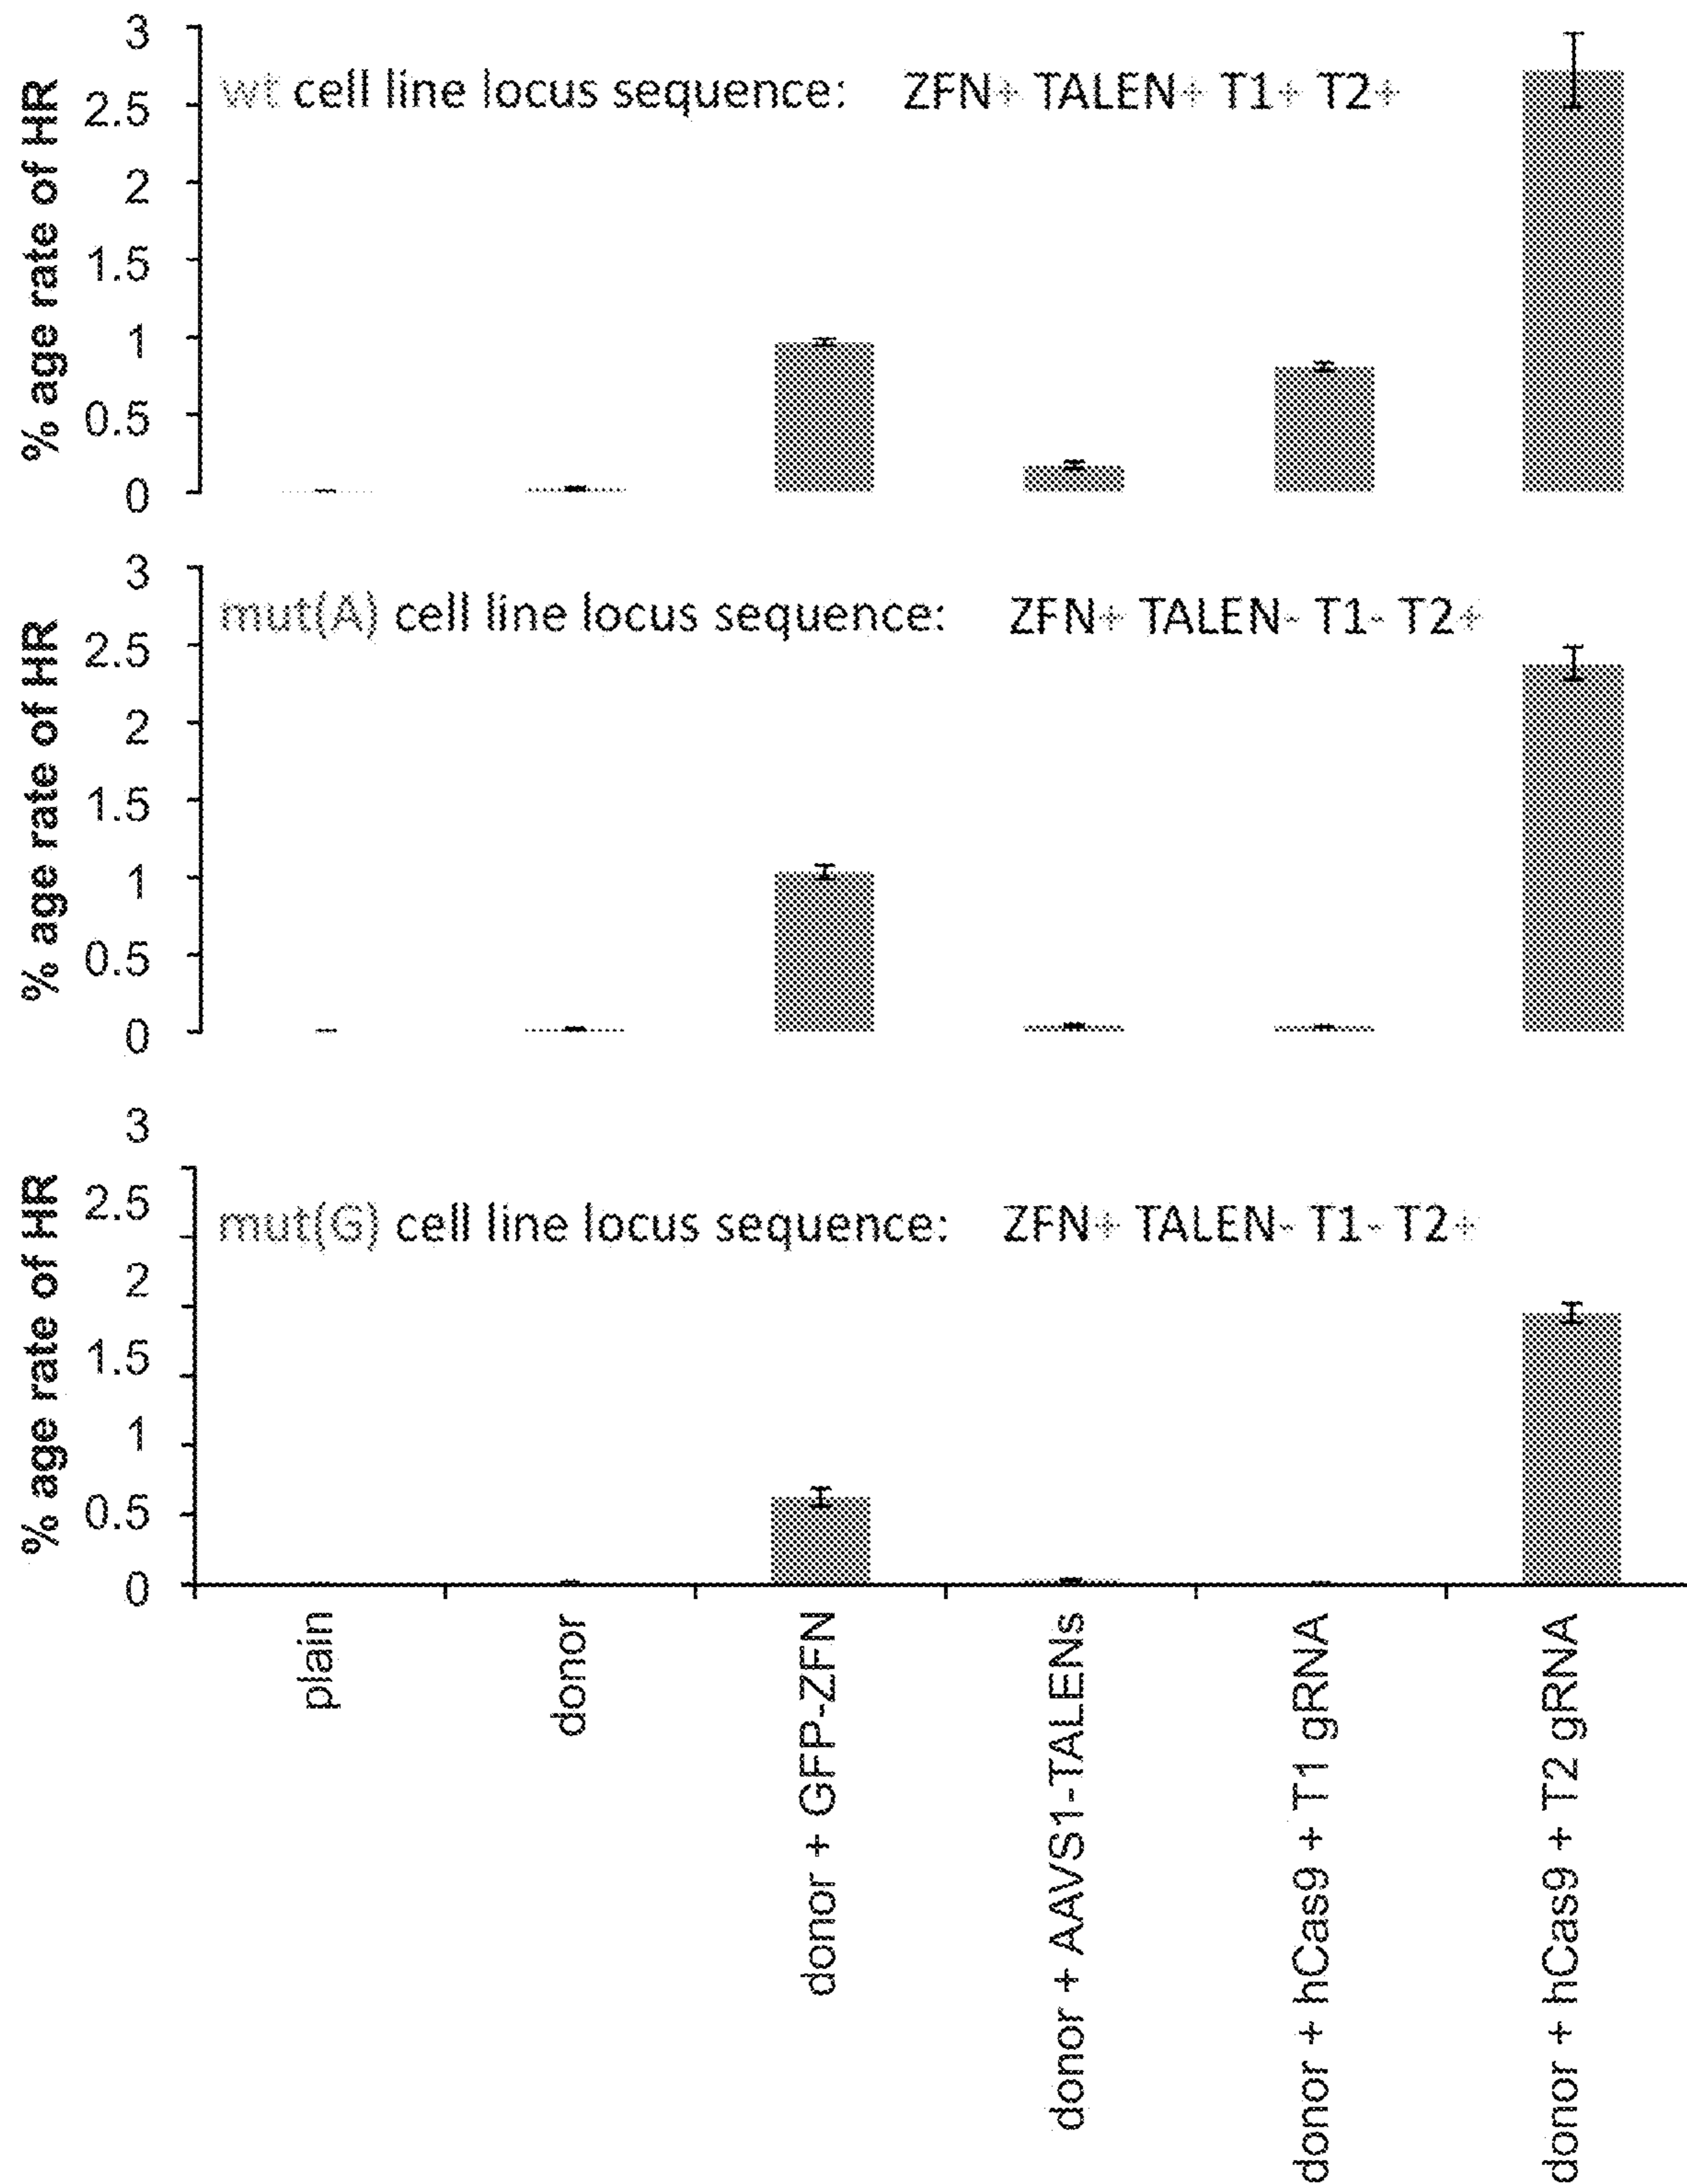 % age rate of HR
3
2.5
2
1.5
1
0.5
0
wt cell line locus sequence: ZFN+ TALEN+ T1+ T2+
% age rate of HR
3
2.5
2
1.5
1
0.5
0
mut(A) cell line locus sequence: ZFN+ TALEN- T1- T2+
% age rate of HR
3
2.5
2
1.5
1
0.5
0
mut(G) cell line locus sequence: ZFN+ TALEN- T1- T2+
plain
donor
donor + GFP-ZFN
donor + AAVS1-TALENs
donor + hCas9 + T1 gRNA
donor + hCas9 + T2 gRNA